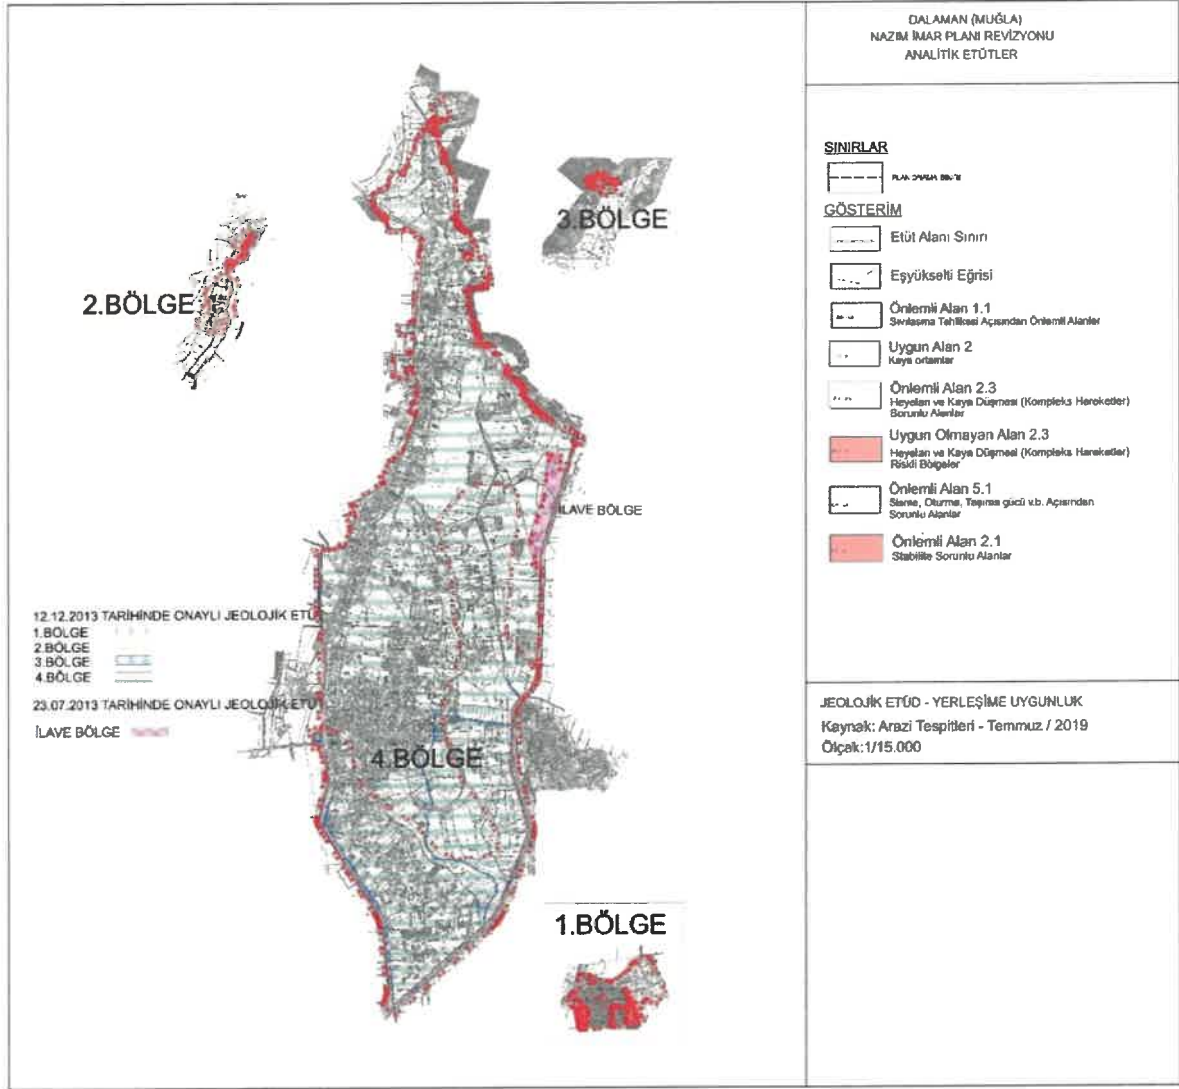 DALAMAN (MUĞLA)
NAZIM İMAR PLANI REVİZYONU
ANALİTİK ETÜTLER
SINIRLAR
GÖSTERİM
Etüt Alanı Sınırı
Eşyükselti Eğrisi
Önlemli Alan 1.1
Sıvılaşma Tehlikesi Açısından Önlemli Alanlar
Uygun Alan 2
Kaya ortamlar
Önlemli Alan 2.3
Heyelan ve Kaya Düşmesi (Kompleks Hareketler)
Sorunlu Alanlar
Uygun Olmayan Alan 2.3
Heyelan ve Kaya Düşmesi (Kompleks Hareketler)
Riskli Bölgeler
Önlemli Alan 5.1
Şişme, Oturma, Taşıma gücü v.b. Açısından
Sorunlu Alanlar
Önlemli Alan 2.1
Stabilite Sorunlu Alanlar
JEOLOJİK ETÜD - YERLEŞİME UYGUNLUK
Kaynak: Arazi Tespitleri - Temmuz / 2019
Ölçek:1/15.000
3.BÖLGE
2.BÖLGE
İLAVE BÖLGE
12.12.2013 TARİHİNDE ONAYLI JEOLOJİK ETÜ
1.BÖLGE
2.BÖLGE
3.BÖLGE
4.BÖLGE
23.07.2013 TARİHİNDE ONAYLI JEOLOJİK ETÜ
İLAVE BÖLGE
4.BÖLGE
1.BÖLGE